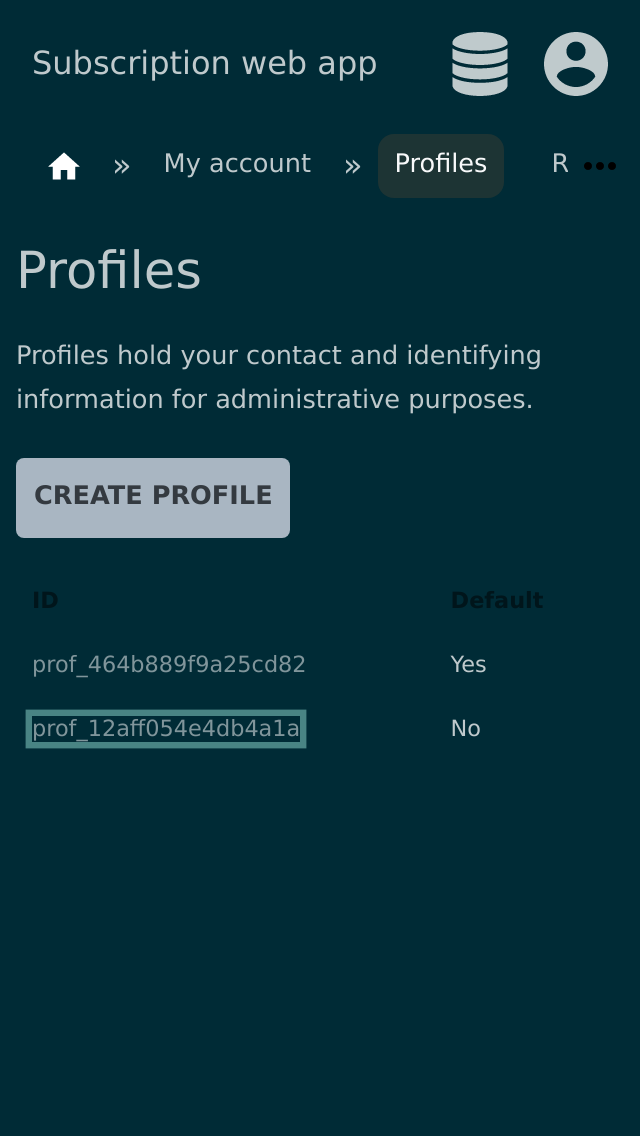 Subscription web app
» My account » Profiles R •••
Profiles
Profiles hold your contact and identifying
information for administrative purposes.
CREATE PROFILE
ID Default
prof_464b889f9a25cd82 Yes
prof_12aff054e4db4a1a No